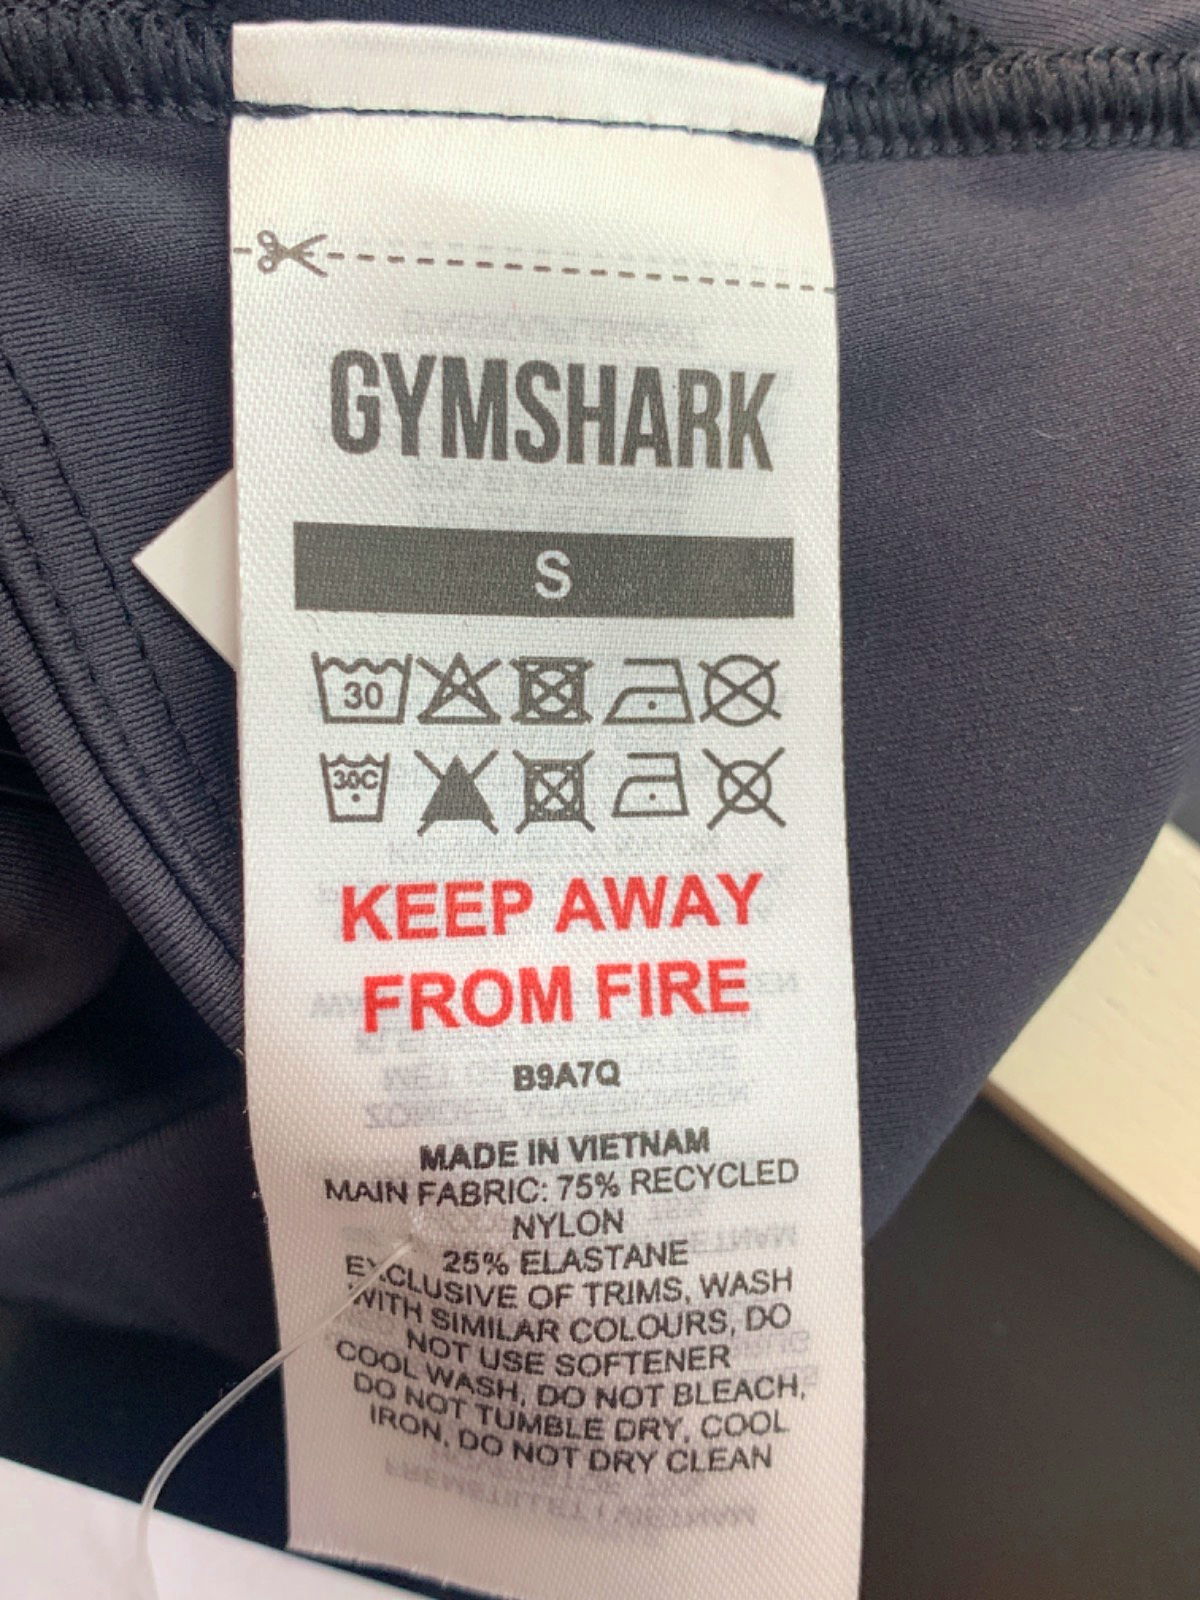 GYMSHARK
S
30
30C
KEEP AWAY
FROM FIRE
B9A7Q
MADE IN VIETNAM
MAIN FABRIC: 75% RECYCLED
NYLON
25% ELASTANE
EXCLUSIVE OF TRIMS, WASH
WITH SIMILAR COLOURS, DO
NOT USE SOFTENER
COOL WASH, DO NOT BLEACH,
DO NOT TUMBLE DRY, COOL
IRON, DO NOT DRY CLEAN